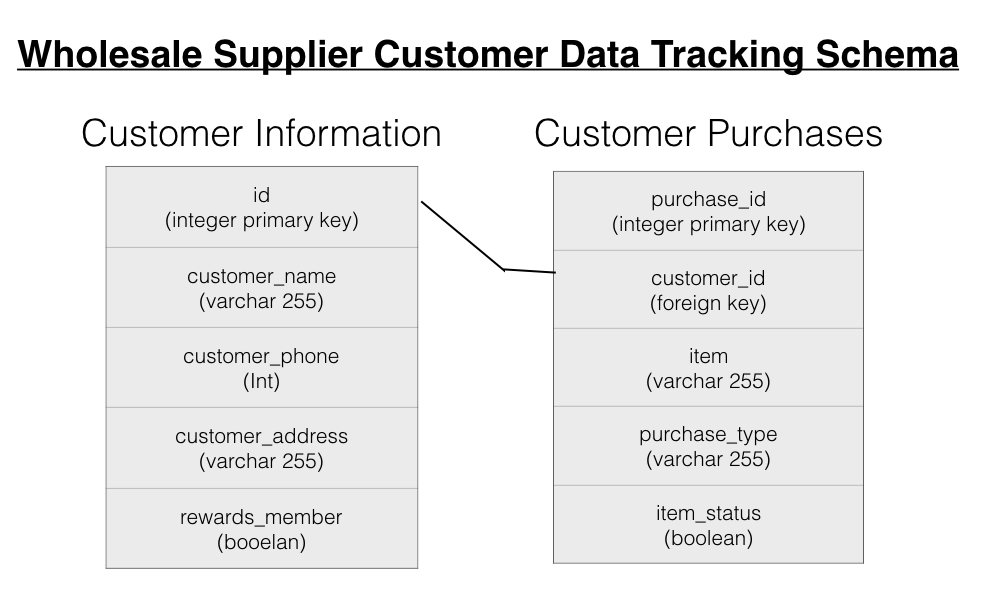 Wholesale Supplier Customer Data Tracking Schema
Customer Information
id
(integer primary key)
customer_name
(varchar 255)
customer_phone
(Int)
customer_address
(varchar 255)
rewards_member
(booelan)
Customer Purchases
purchase_id
(integer primary key)
customer_id
(foreign key)
item
(varchar 255)
purchase_type
(varchar 255)
item_status
(boolean)